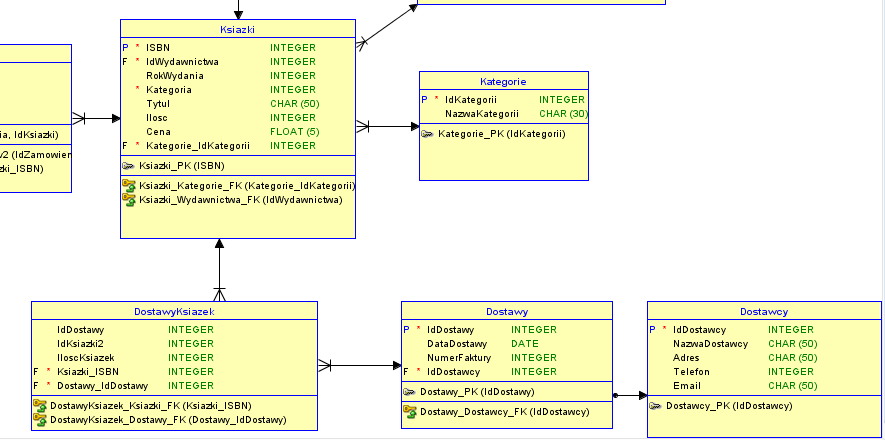 Ksiazki
P * ISBN INTEGER
F * IdWydawnictwa INTEGER
RokWydania INTEGER
* Kategoria INTEGER
Tytul CHAR (50)
Ilosc INTEGER
Cena FLOAT (5)
F * Kategorie_IdKategorii INTEGER
Ksiazki_PK (ISBN)
Ksiazki_Kategorie_FK (Kategorie_IdKategorii)
Ksiazki_Wydawnictwa_FK (IdWydawnictwa)
ia, IdKsiazki)
v2 (IdZamowien
zki_ISBN)
Kategorie
P * IdKategorii INTEGER
NazwaKategorii CHAR (30)
Kategorie_PK (IdKategorii)
DostawyKsiazek
IdDostawy INTEGER
IdKsiazki2 INTEGER
IloscKsiazek INTEGER
F * Ksiazki_ISBN INTEGER
F * Dostawy_IdDostawy INTEGER
DostawyKsiazek_Ksiazki_FK (Ksiazki_ISBN)
DostawyKsiazek_Dostawy_FK (Dostawy_IdDostawy)
Dostawy
P * IdDostawy INTEGER
DataDostawy DATE
NumerFaktury INTEGER
F * IdDostawcy INTEGER
Dostawy_PK (IdDostawy)
Dostawy_Dostawcy_FK (IdDostawcy)
Dostawcy
P * IdDostawcy INTEGER
NazwaDostawcy CHAR (50)
Adres CHAR (50)
Telefon INTEGER
Email CHAR (50)
Dostawcy_PK (IdDostawcy)